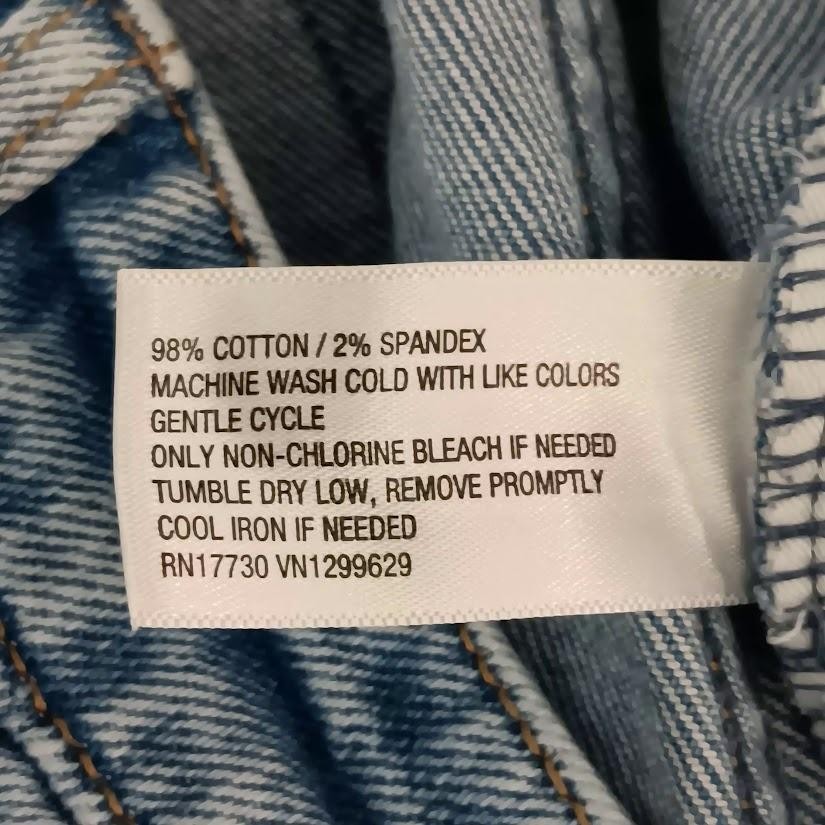 98% COTTON / 2% SPANDEX
MACHINE WASH COLD WITH LIKE COLORS
GENTLE CYCLE
ONLY NON-CHLORINE BLEACH IF NEEDED
TUMBLE DRY LOW, REMOVE PROMPTLY
COOL IRON IF NEEDED
RN17730 VN1299629